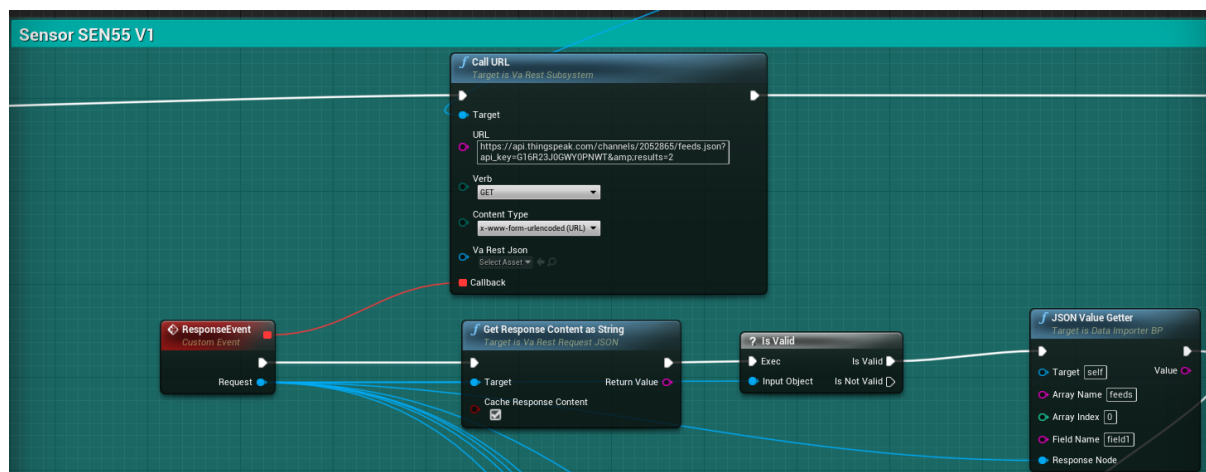 Sensor SEN55 V1
Call URL
Target is Va Rest Subsystem
Target
URL
https://api.thingspeak.com/channels/2052865/feeds.json?
api_key=G16R23J0GWY0PNWT&amp;results=2
Verb
GET
Content Type
x-www-form-urlencoded (URL)
Va Rest Json
Select Asset
Callback
ResponseEvent
Custom Event
Request
Get Response Content as String
Target is Va Rest Request JSON
Target
Return Value
Cache Response Content
? Is Valid
Exec
Is Valid
Input Object
Is Not Valid
JSON Value Getter
Target is Data Importer BP
Target self
Value
Array Name feeds
Array Index 0
Field Name field1
Response Node